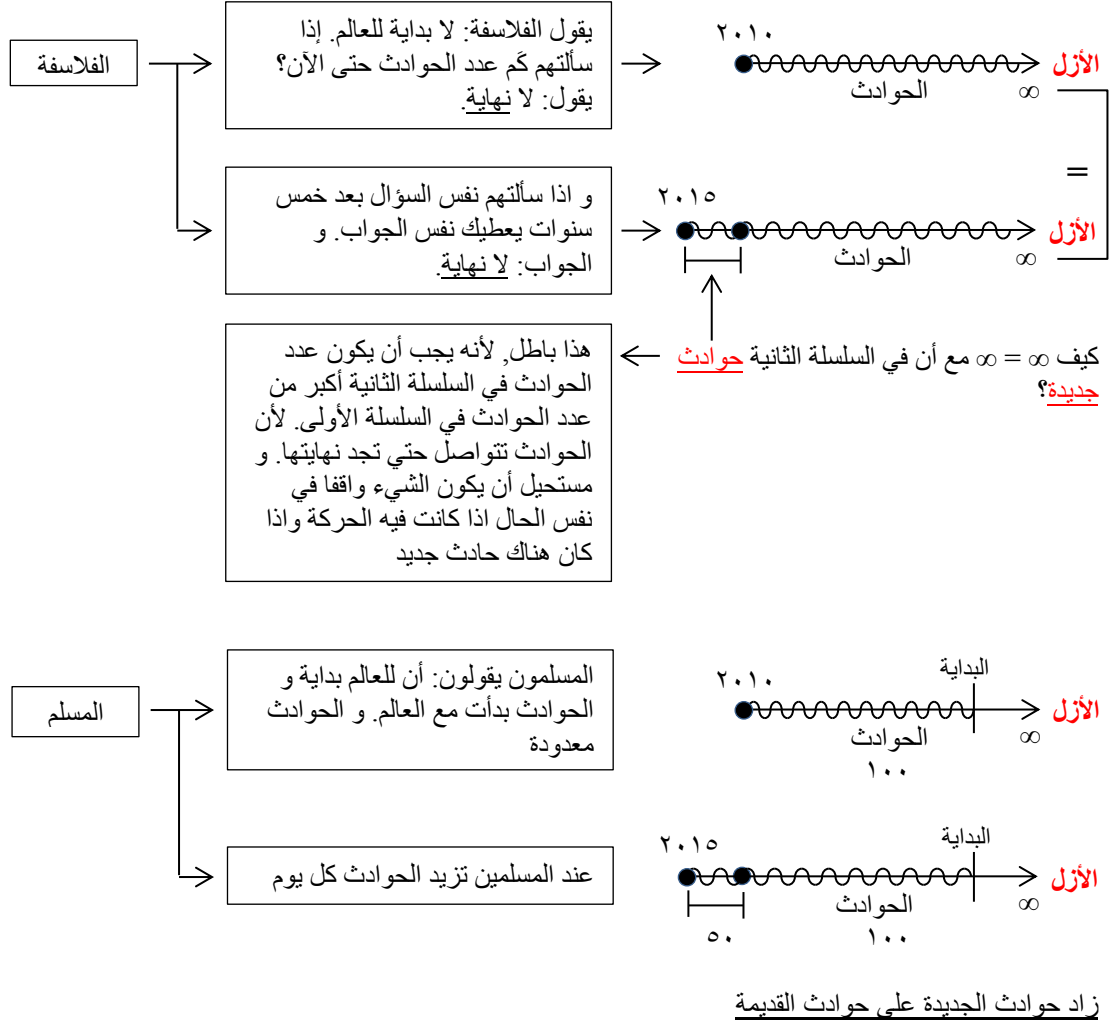 الفلاسفة
يقول الفلاسفة: لا بداية للعالم. إذا
سألتهم كَم عدد الحوادث حتى الآن؟
يقول: لا نهاية.
٢٠١٠
الأزل
الحوادث
∞
=
و اذا سألتهم نفس السؤال بعد خمس
سنوات يعطيك نفس الجواب. و
الجواب: لا نهاية.
٢٠١٥
الأزل
الحوادث
∞
كيف ∞ = ∞ مع أن في السلسلة الثانية حوادث
جديدة؟
هذا باطل, لأنه يجب أن يكون عدد
الحوادث في السلسلة الثانية أكبر من
عدد الحوادث في السلسلة الأولى. لأن
الحوادث تتواصل حتي تجد نهايتها. و
مستحيل أن يكون الشيء واقفا في
نفس الحال اذا كانت فيه الحركة واذا
كان هناك حادث جديد
المسلم
المسلمون يقولون: أن للعالم بداية و
الحوادث بدأت مع العالم. و الحوادث
معدودة
البداية
٢٠١٠
الأزل
الحوادث
∞
١٠٠
عند المسلمين تزيد الحوادث كل يوم
البداية
٢٠١٥
الأزل
الحوادث
∞
١٠٠
٥٠
زاد حوادث الجديدة على حوادث القديمة